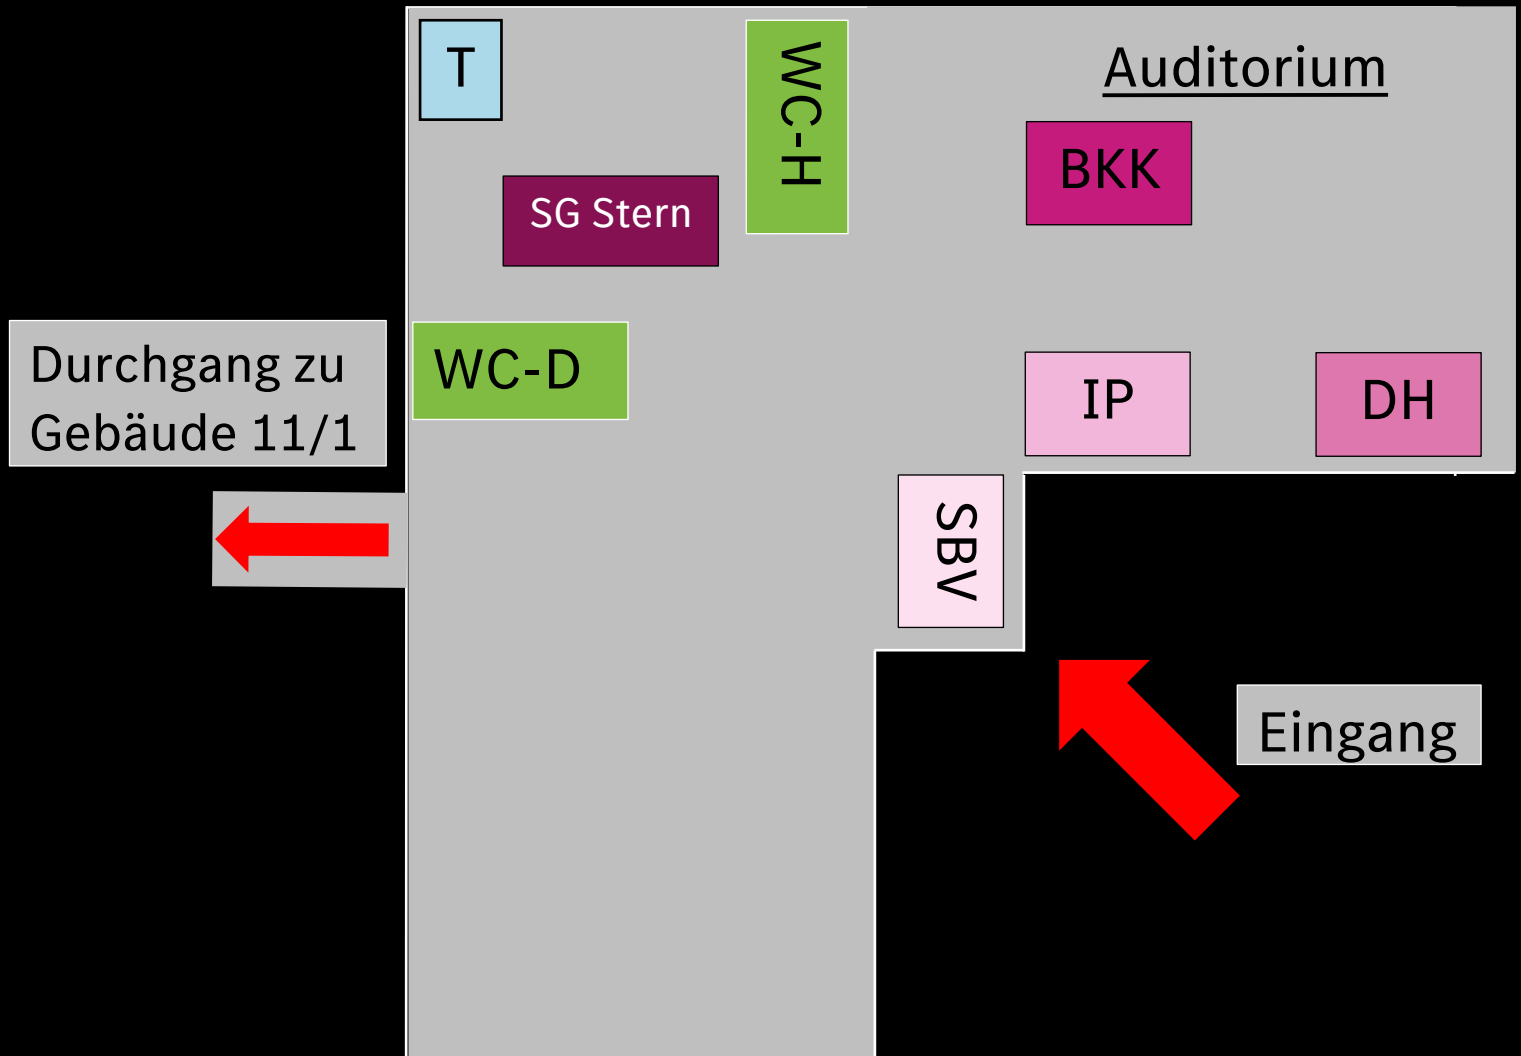 T
WC-H
Auditorium
BKK
SG Stern
Durchgang zu
Gebäude 11/1
WC-D
IP
DH
SBV
Eingang